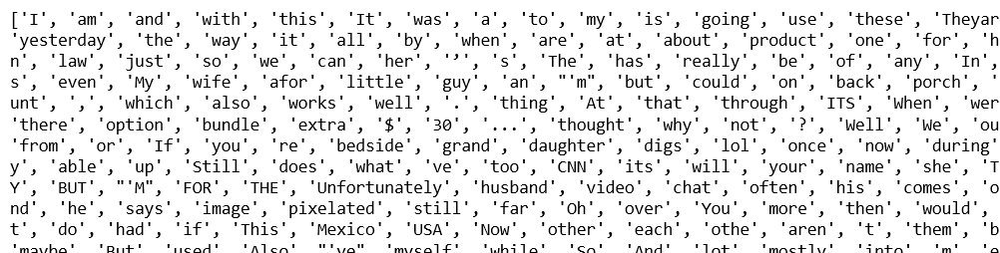 ['I', 'am', 'and', 'with', 'this', 'It', 'was', 'a', 'to', 'my', 'is', 'going', 'use', 'these', 'Theyar
'yesterday', 'the', 'way', 'it', 'all', 'by', 'when', 'are', 'at', 'about', 'product', 'one', 'for', 'h
n', 'law', 'just', 'so', 'we', 'can', 'her', '’', 's', 'The', 'has', 'really', 'be', 'of', 'any', 'In',
s', 'even', 'My', 'wife', 'afor', 'little', 'guy', 'an', "'m", 'but', 'could', 'on', 'back', 'porch',
unt', ',', 'which', 'also', 'works', 'well', '.', 'thing', 'At', 'that', 'through', 'ITS', 'When', 'wer
'there', 'option', 'bundle', 'extra', '$', '30', '...', 'thought', 'why', 'not', '?', 'Well', 'We', 'ou
'from', 'or', 'If', 'you', 're', 'bedside', 'grand', 'daughter', 'digs', 'lol', 'once', 'now', 'during'
y', 'able', 'up', 'Still', 'does', 'what', 've', 'too', 'CNN', 'its', 'will', 'your', 'name', 'she', 'T
Y', 'BUT', "'M", 'FOR', 'THE', 'Unfortunately', 'husband', 'video', 'chat', 'often', 'his', 'comes', 'o
nd', 'he', 'says', 'image', 'pixelated', 'still', 'far', 'Oh', 'over', 'You', 'more', 'then', 'would',
t', 'do', 'had', 'if', 'This', 'Mexico', 'USA', 'Now', 'other', 'each', 'othe', 'aren', 't', 'them', 'b
'maybe', 'But', 'used', 'Also', "'ve", 'myself', 'while', 'So', 'And', 'lot', 'mostly', 'into', 'm', 'e